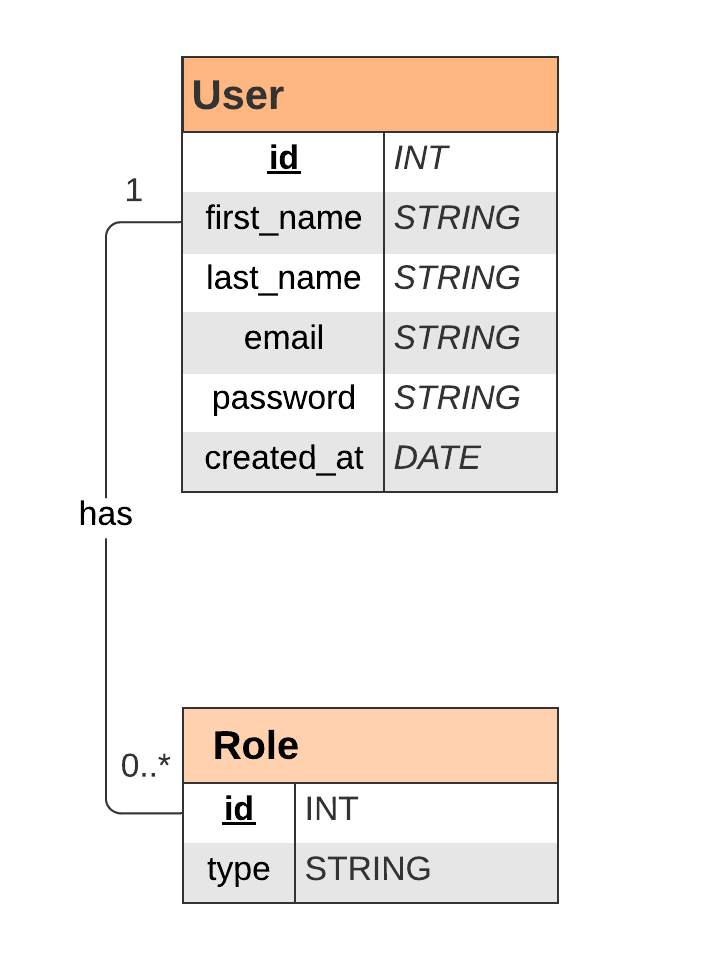 User
id INT
1
first_name STRING
last_name STRING
email STRING
password STRING
created_at DATE
has
Role
0..*
id INT
type STRING